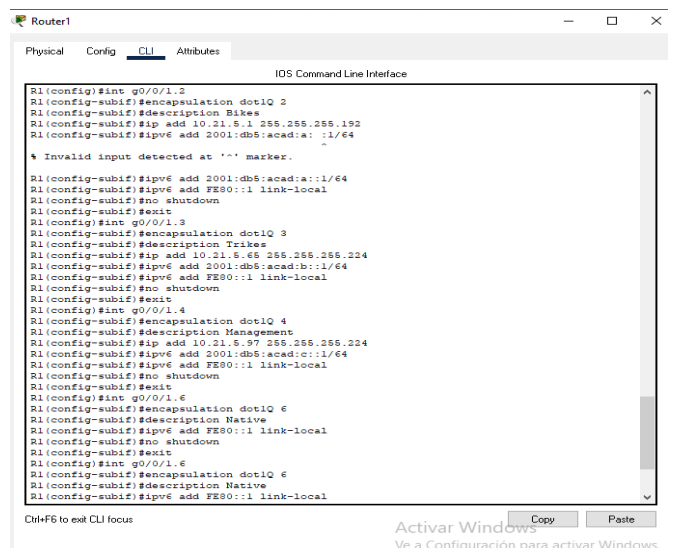 Router1
Physical Config CLI Attributes
IOS Command Line Interface
R1(config)#int g0/0/1.2
R1(config-subif)#encapsulation dot1Q 2
R1(config-subif)#description Bikes
R1(config-subif)#ip add 10.21.5.1 255.255.255.192
R1(config-subif)#ipv6 add 2001:db5:acad:a: :1/64
^
% Invalid input detected at '^' marker.
R1(config-subif)#ipv6 add 2001:db5:acad:a::1/64
R1(config-subif)#ipv6 add FE80::1 link-local
R1(config-subif)#no shutdown
R1(config-subif)#exit
R1(config)#int g0/0/1.3
R1(config-subif)#encapsulation dot1Q 3
R1(config-subif)#description Trikes
R1(config-subif)#ip add 10.21.5.65 255.255.255.224
R1(config-subif)#ipv6 add 2001:db5:acad:b::1/64
R1(config-subif)#ipv6 add FE80::1 link-local
R1(config-subif)#no shutdown
R1(config-subif)#exit
R1(config)#int g0/0/1.4
R1(config-subif)#encapsulation dot1Q 4
R1(config-subif)#description Management
R1(config-subif)#ip add 10.21.5.97 255.255.255.224
R1(config-subif)#ipv6 add 2001:db5:acad:c::1/64
R1(config-subif)#ipv6 add FE80::1 link-local
R1(config-subif)#no shutdown
R1(config-subif)#exit
R1(config)#int g0/0/1.6
R1(config-subif)#encapsulation dot1Q 6
R1(config-subif)#description Native
R1(config-subif)#ipv6 add FE80::1 link-local
R1(config-subif)#no shutdown
R1(config-subif)#exit
R1(config)#int g0/0/1.6
R1(config-subif)#encapsulation dot1Q 6
R1(config-subif)#description Native
R1(config-subif)#ipv6 add FE80::1 link-local
Ctrl+F6 to exit CLI focus
Copy Paste
Activar Windows
Ve a Configuración para activar Windows.